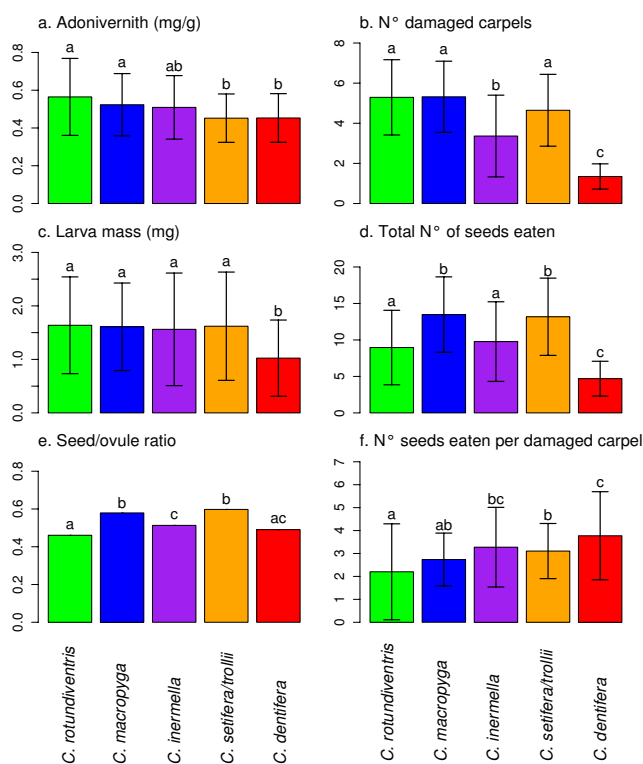 a. Adonivernith (mg/g)
0.0 0.2 0.4 0.6 0.8
a a ab b b
b. N° damaged carpels
0 2 4 6 8
a a b a c
c. Larva mass (mg)
0.0 1.0 2.0 3.0
a a a a b
d. Total N° of seeds eaten
0 5 10 15 20
a b a b c
e. Seed/ovule ratio
0.0 0.2 0.4 0.6 0.8
a b c b ac
f. N° seeds eaten per damaged carpel
0 1 2 3 4 5 6 7
a ab bc b c
C. rotundiventris
C. macropyga
C. inermella
C. setifera/trollii
C. dentifera
C. rotundiventris
C. macropyga
C. inermella
C. setifera/trollii
C. dentifera